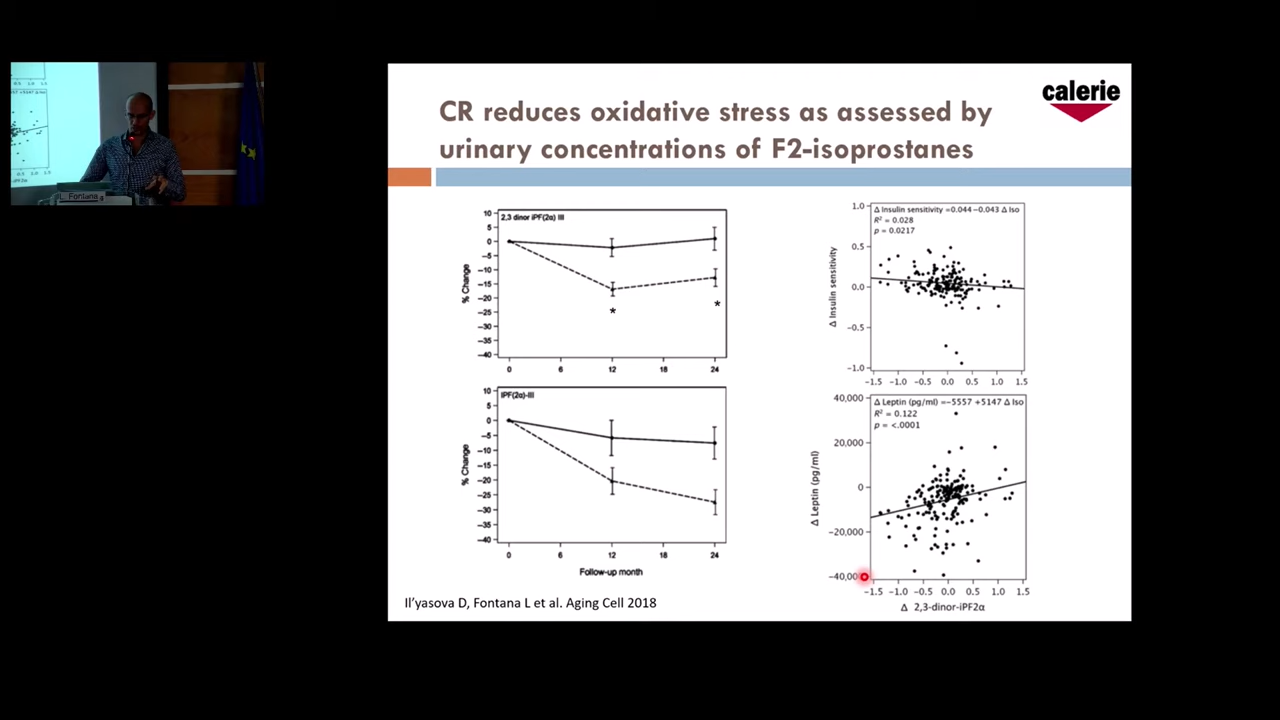 CR reduces oxidative stress as assessed by
urinary concentrations of F2-isoprostanes
calerie
L. Fontana
2,3 dinor iPF(2α) III
% Change
10
5
0
−5
−10
−15
−20
−25
−30
−35
−40
*
*
0 6 12 18 24
iPF(2α)-III
% Change
10
5
0
−5
−10
−15
−20
−25
−30
−35
−40
0 6 12 18 24
Follow-up month
Δ Insulin sensitivity =0.044−0.043 Δ Iso
R² = 0.028
p = 0.0217
Δ Insulin sensitivity
1.0
0.5
0.0
−0.5
−1.0
−1.5 −1.0 −0.5 0.0 0.5 1.0 1.5
Δ Leptin (pg/ml) =−5557 +5147 Δ Iso
R² = 0.122
p = <.0001
Δ Leptin (pg/ml)
40,000
20,000
0
−20,000
−40,000
−1.5 −1.0 −0.5 0.0 0.5 1.0 1.5
Δ 2,3-dinor-iPF2α
Il’yasova D, Fontana L et al. Aging Cell 2018